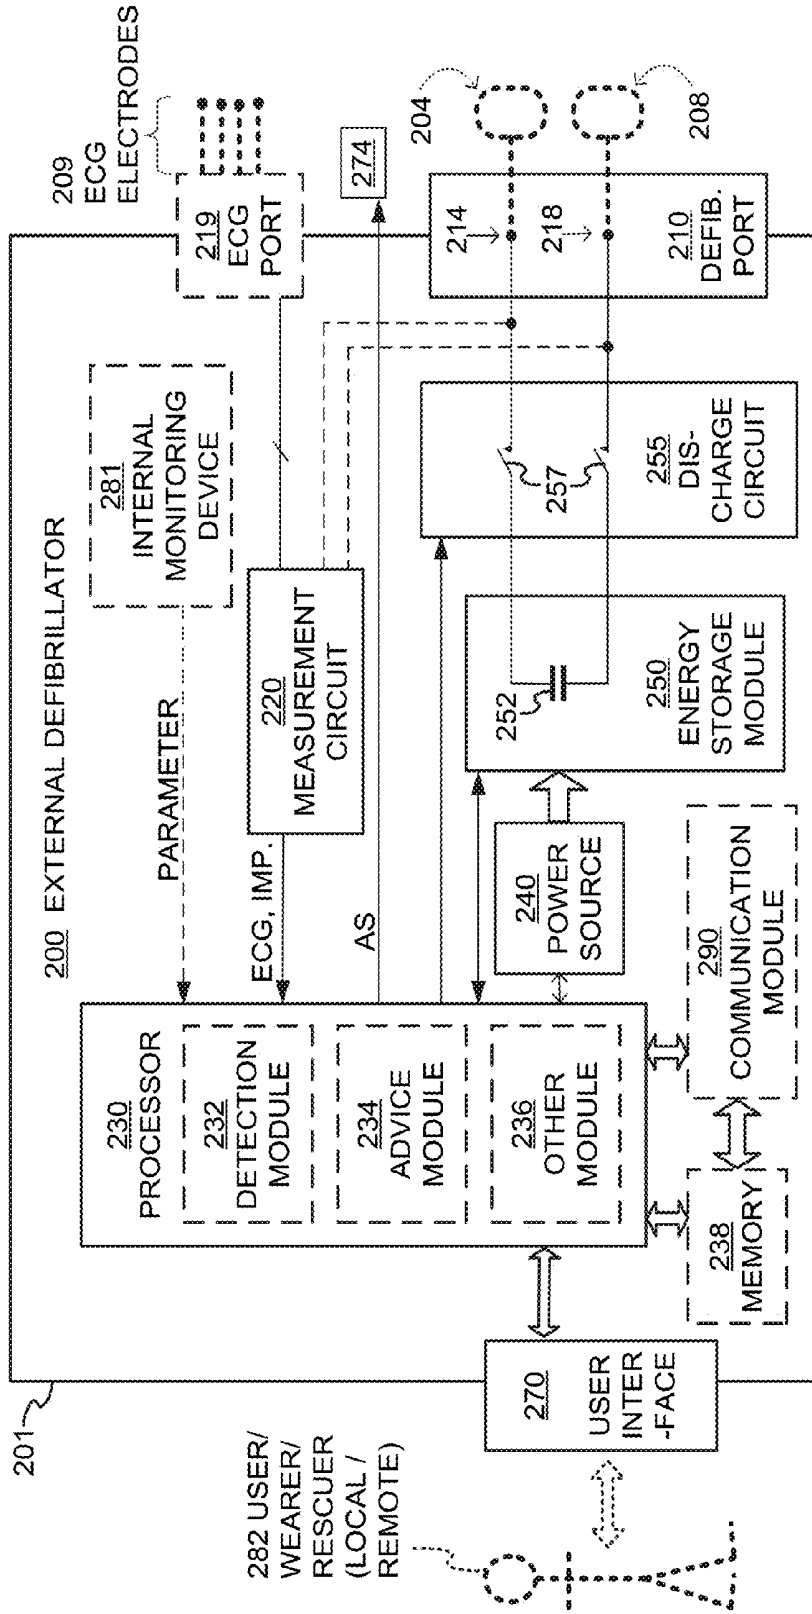 200 EXTERNAL DEFIBRILLATOR
201
209
ECG
ELECTRODES
219
ECG
PORT
274
204
208
214
218
210
DEFIB.
PORT
281
INTERNAL
MONITORING
DEVICE
PARAMETER
220
MEASUREMENT
CIRCUIT
ECG, IMP.
AS
257
255
DIS-
CHARGE
CIRCUIT
252
250
ENERGY
STORAGE
MODULE
240
POWER
SOURCE
230
PROCESSOR
232
DETECTION
MODULE
234
ADVICE
MODULE
236
OTHER
MODULE
290
COMMUNICATION
MODULE
238
MEMORY
270
USER
INTER
-FACE
282 USER/
WEARER/
RESCUER
(LOCAL /
REMOTE)